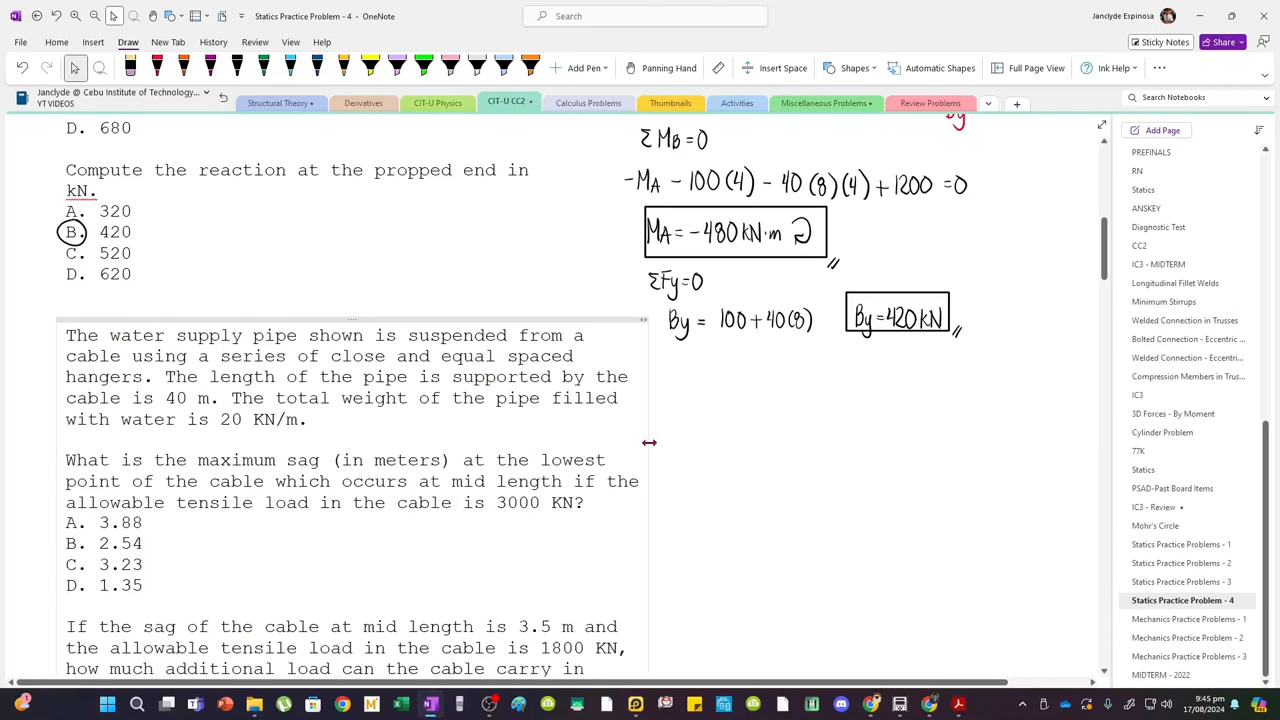 Statics Practice Problem - 4 - OneNote
Search
Janclyde Espinosa
File Home Insert Draw New Tab History Review View Help
Sticky Notes
Share
Add Pen
Panning Hand
Insert Space
Shapes
Automatic Shapes
Full Page View
Ink Help
Janclyde @ Cebu Institute of Technology...
YT VIDEOS
Structural Theory
Derivatives
CIT-U Physics
CIT-U CC2
Calculus Problems
Thumbnails
Activities
Miscellaneous Problems
Review Problems
Search Notebooks
D. 680
Compute the reaction at the propped end in
kN.
A. 320
B. 420
C. 520
D. 620
The water supply pipe shown is suspended from a
cable using a series of close and equal spaced
hangers. The length of the pipe is supported by the
cable is 40 m. The total weight of the pipe filled
with water is 20 KN/m.
What is the maximum sag (in meters) at the lowest
point of the cable which occurs at mid length if the
allowable tensile load in the cable is 3000 KN?
A. 3.88
B. 2.54
C. 3.23
D. 1.35
If the sag of the cable at mid length is 3.5 m and
the allowable tensile load in the cable is 1800 KN,
how much additional load can the cable carry in
By
ΣMB=0
-MA - 100(4) - 40(8)(4) + 1200 = 0
MA = -480 kN·m
ΣFy=0
By = 100+40(8)
By = 420 kN
Add Page
PREFINALS
RN
Statics
ANSKEY
Diagnostic Test
CC2
IC3 - MIDTERM
Longitudinal Fillet Welds
Minimum Stirrups
Welded Connection in Trusses
Bolted Connection - Eccentric ...
Welded Connection - Eccentri...
Compression Members in Trus...
IC3
3D Forces - By Moment
Cylinder Problem
77K
Statics
PSAD-Past Board Items
IC3 - Review
Mohr's Circle
Statics Practice Problems - 1
Statics Practice Problems - 2
Statics Practice Problems - 3
Statics Practice Problem - 4
Mechanics Practice Problems - 1
Mechanics Practice Problem - 2
Mechanics Practice Problem - 3
MIDTERM - 2022
9:45 pm
17/08/2024